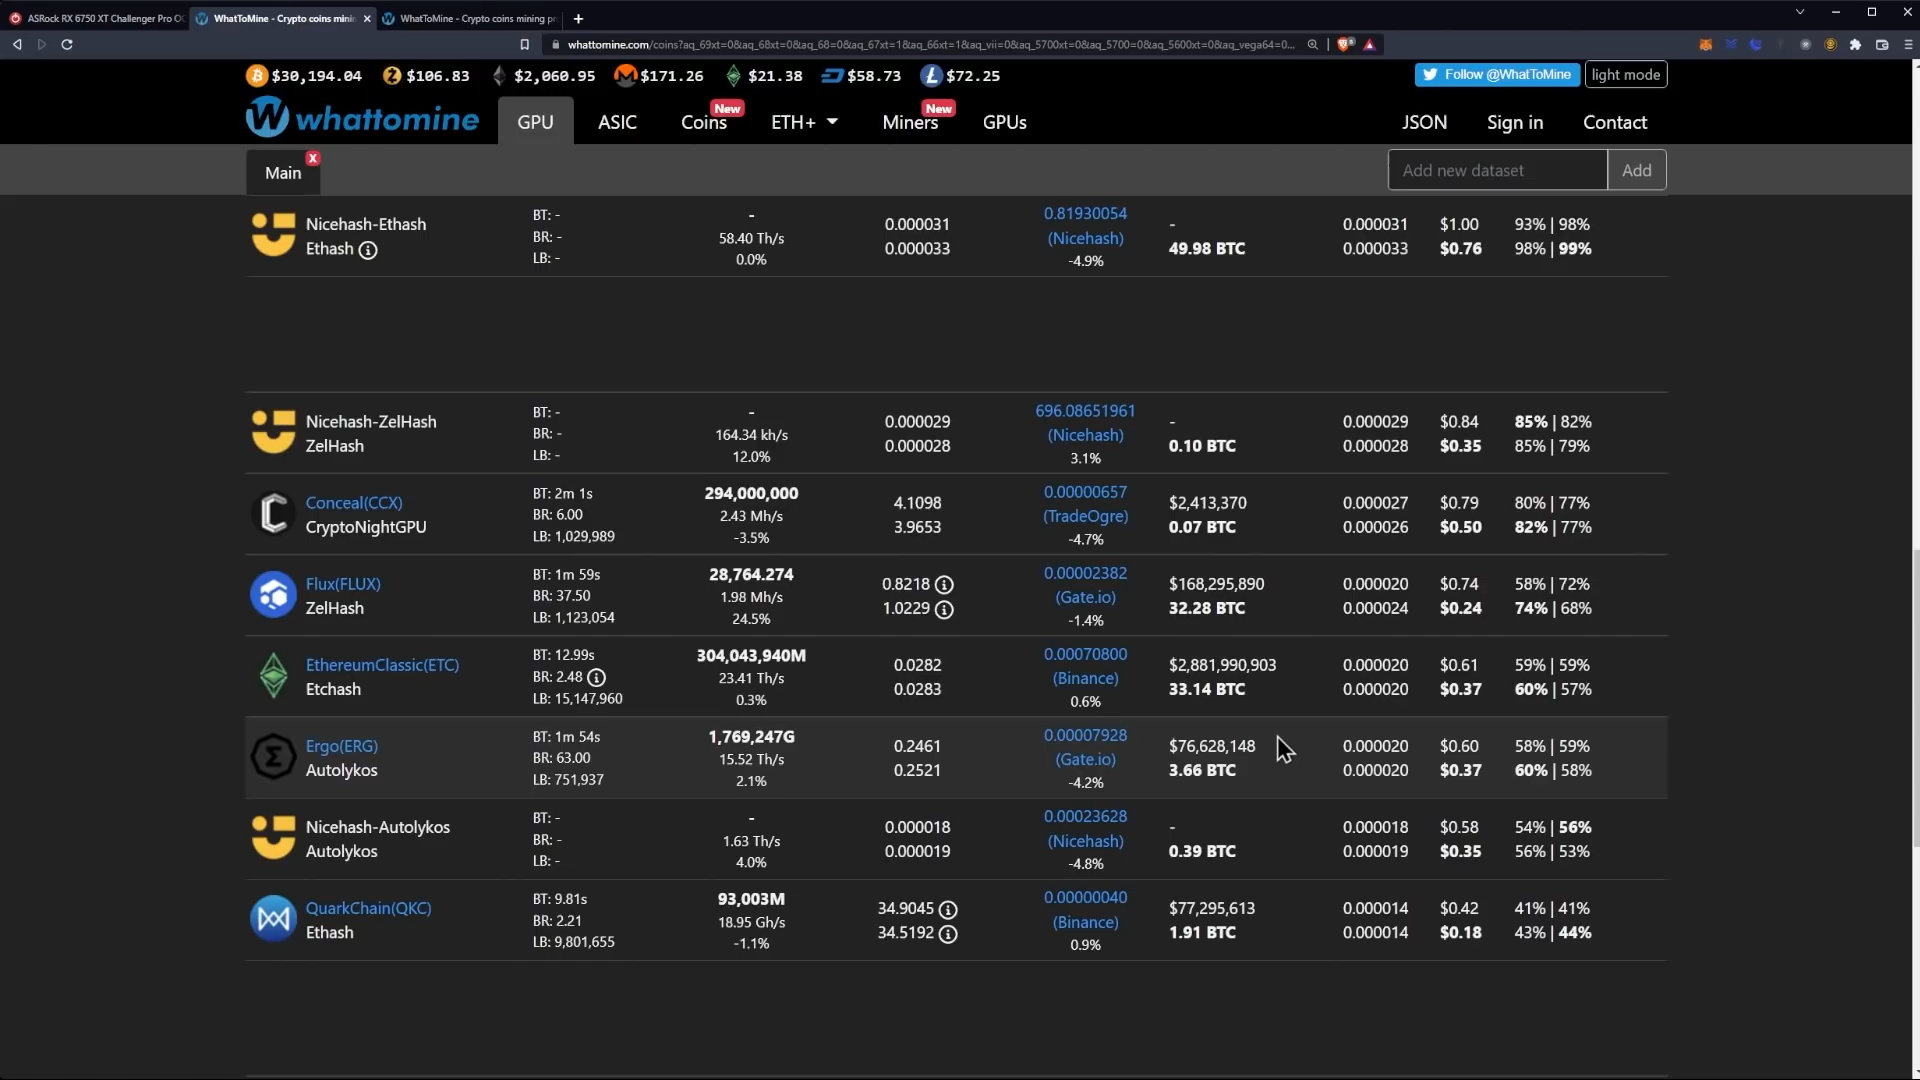 ASRock RX 6750 XT Challenger Pro OC
WhatToMine - Crypto coins minin
WhatToMine - Crypto coins mining pr
whattomine.com/coins?aq_69xt=0&aq_68xt=0&aq_68=0&aq_67xt=1&aq_66xt=1&aq_vii=0&aq_5700xt=0&aq_5700=0&aq_5600xt=0&aq_vega64=0...
$30,194.04 $106.83 $2,060.95 $171.26 $21.38 $58.73 $72.25
Follow @WhatToMine light mode
whattomine GPU ASIC Coins New ETH+ Miners New GPUs JSON Sign in Contact
Main x Add new dataset Add
Nicehash-Ethash BT: - - 0.000031 0.81930054 - 0.000031 $1.00 93% | 98%
Ethash BR: - 58.40 Th/s 0.000033 (Nicehash) 49.98 BTC 0.000033 $0.76 98% | 99%
LB: - 0.0% -4.9%
Nicehash-ZelHash BT: - - 0.000029 696.08651961 - 0.000029 $0.84 85% | 82%
ZelHash BR: - 164.34 kh/s 0.000028 (Nicehash) 0.10 BTC 0.000028 $0.35 85% | 79%
LB: - 12.0% 3.1%
Conceal(CCX) BT: 2m 1s 294,000,000 4.1098 0.00000657 $2,413,370 0.000027 $0.79 80% | 77%
CryptoNightGPU BR: 6.00 2.43 Mh/s 3.9653 (TradeOgre) 0.07 BTC 0.000026 $0.50 82% | 77%
LB: 1,029,989 -3.5% -4.7%
Flux(FLUX) BT: 1m 59s 28,764.274 0.8218 0.00002382 $168,295,890 0.000020 $0.74 58% | 72%
ZelHash BR: 37.50 1.98 Mh/s 1.0229 (Gate.io) 32.28 BTC 0.000024 $0.24 74% | 68%
LB: 1,123,054 24.5% -1.4%
EthereumClassic(ETC) BT: 12.99s 304,043,940M 0.0282 0.00070800 $2,881,990,903 0.000020 $0.61 59% | 59%
Etchash BR: 2.48 23.41 Th/s 0.0283 (Binance) 33.14 BTC 0.000020 $0.37 60% | 57%
LB: 15,147,960 0.3% 0.6%
Ergo(ERG) BT: 1m 54s 1,769,247G 0.2461 0.00007928 $76,628,148 0.000020 $0.60 58% | 59%
Autolykos BR: 63.00 15.52 Th/s 0.2521 (Gate.io) 3.66 BTC 0.000020 $0.37 60% | 58%
LB: 751,937 2.1% -4.2%
Nicehash-Autolykos BT: - - 0.000018 0.00023628 - 0.000018 $0.58 54% | 56%
Autolykos BR: - 1.63 Th/s 0.000019 (Nicehash) 0.39 BTC 0.000019 $0.35 56% | 53%
LB: - 4.0% -4.8%
QuarkChain(QKC) BT: 9.81s 93,003M 34.9045 0.00000040 $77,295,613 0.000014 $0.42 41% | 41%
Ethash BR: 2.21 18.95 Gh/s 34.5192 (Binance) 1.91 BTC 0.000014 $0.18 43% | 44%
LB: 9,801,655 -1.1% 0.9%